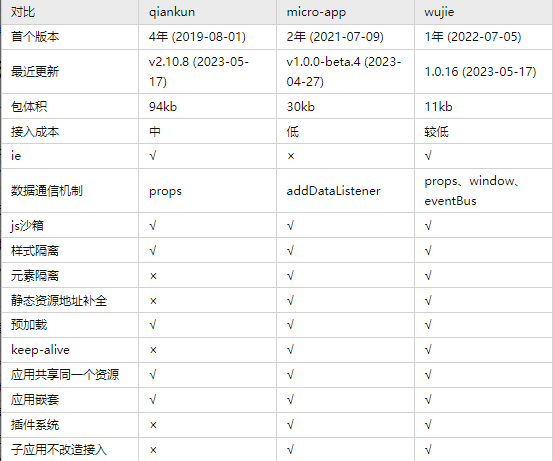 对比 qiankun micro-app wujie
首个版本 4年 (2019-08-01) 2年 (2021-07-09) 1年 (2022-07-05)
最近更新 v2.10.8 (2023-05-17) v1.0.0-beta.4 (2023-04-27) 1.0.16 (2023-05-17)
包体积 94kb 30kb 11kb
接入成本 中 低 较低
ie √ × √
数据通信机制 props addDataListener props、window、eventBus
js沙箱 √ √ √
样式隔离 √ √ √
元素隔离 × √ √
静态资源地址补全 × √ √
预加载 √ √ √
keep-alive × √ √
应用共享同一个资源 √ √ √
应用嵌套 √ √ √
插件系统 × √ √
子应用不改造接入 × √ √